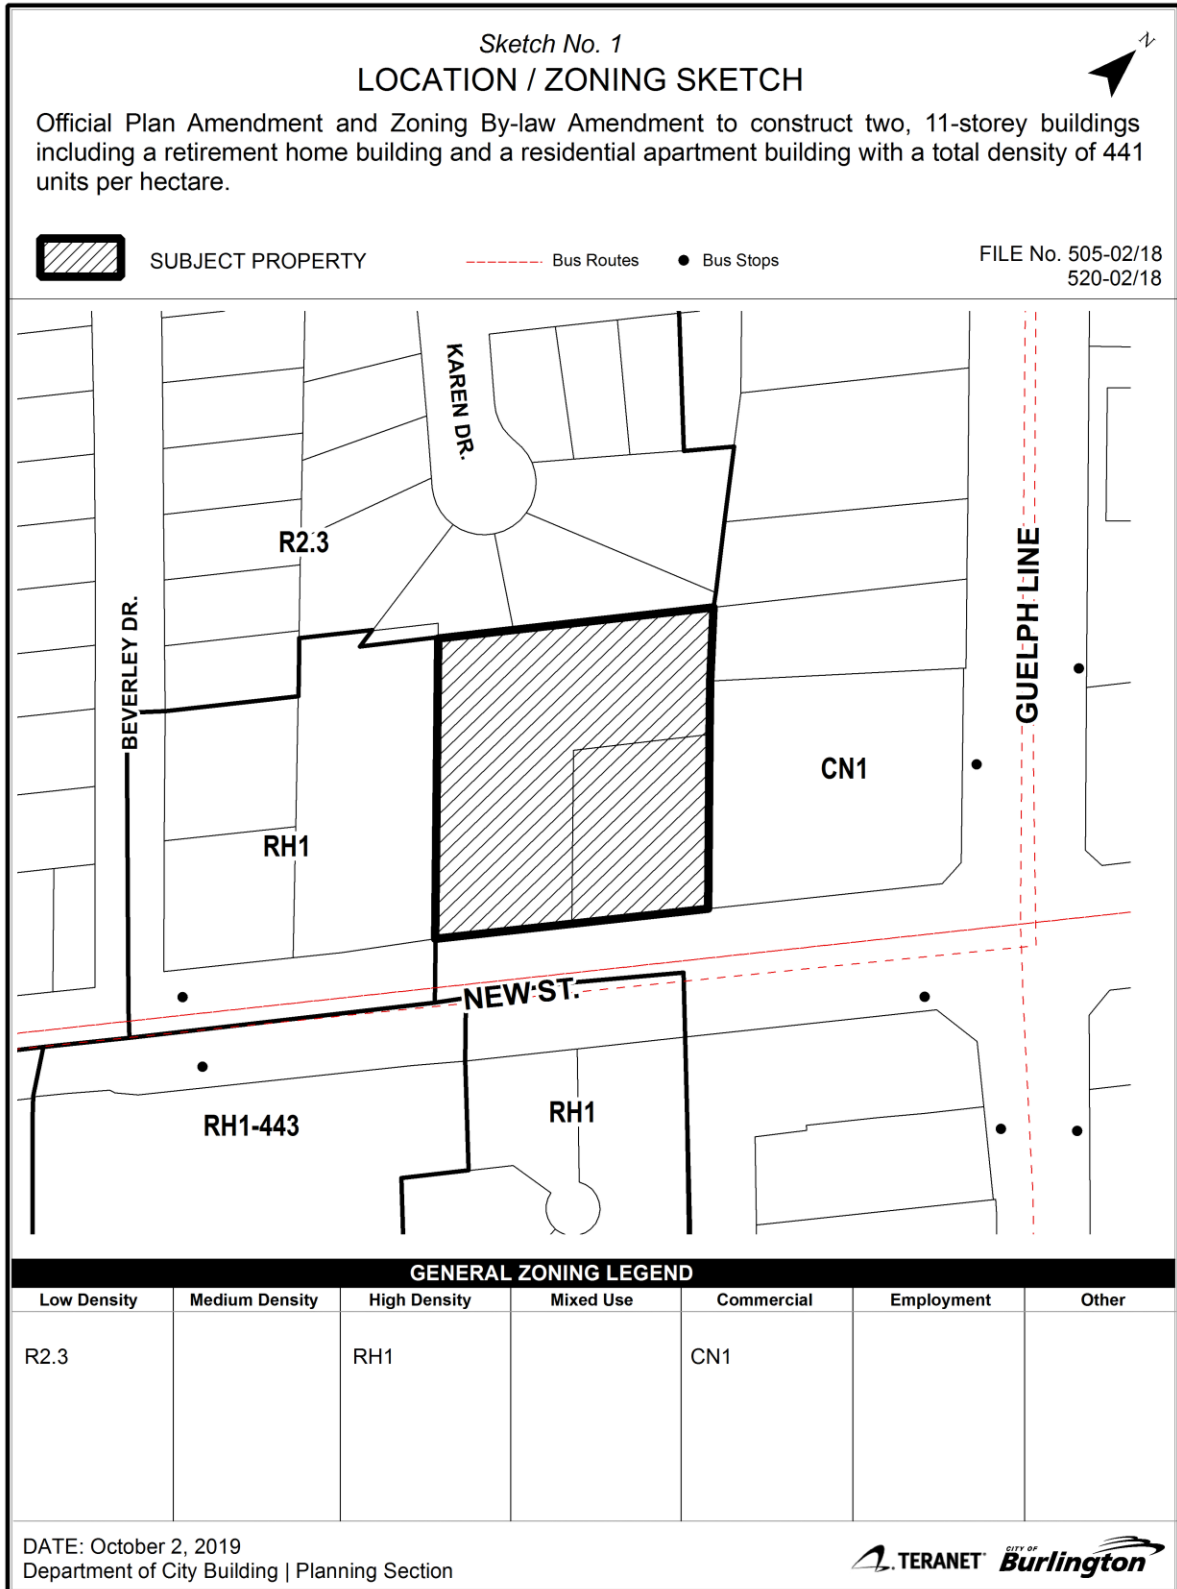 Sketch No. 1
LOCATION / ZONING SKETCH
N
Official Plan Amendment and Zoning By-law Amendment to construct two, 11-storey buildings
including a retirement home building and a residential apartment building with a total density of 441
units per hectare.
SUBJECT PROPERTY
Bus Routes
Bus Stops
FILE No. 505-02/18
520-02/18
KAREN DR.
R2.3
BEVERLEY DR.
GUELPH LINE
CN1
RH1
NEW ST.
RH1-443
RH1
GENERAL ZONING LEGEND
Low Density Medium Density High Density Mixed Use Commercial Employment Other
R2.3 RH1 CN1
DATE: October 2, 2019
Department of City Building | Planning Section
TERANET
CITY OF
Burlington